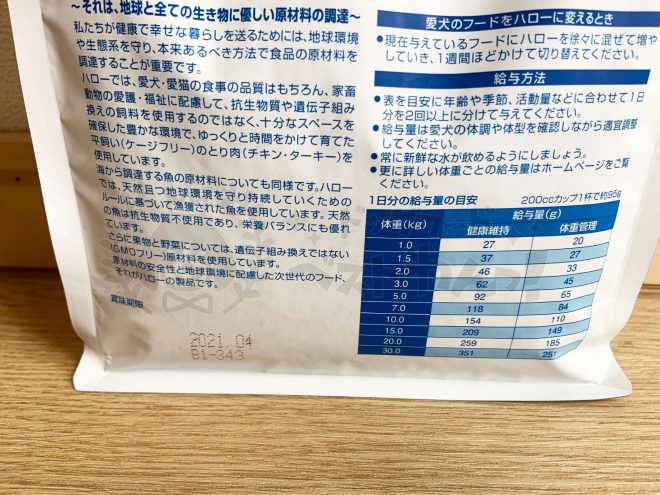 ～それは、地球と全ての生き物に優しい原材料の調達～
私たちが健康で幸せな暮らしを送るためには、地球環境
や生態系を守り、本来あるべき方法で食品の原材料を
調達することが重要です。
ハローでは、愛犬・愛猫の食事の品質はもちろん、家畜
動物の愛護・福祉に配慮して、抗生物質や遺伝子組み
換えの飼料を使用するのではなく、十分なスペースを
確保した豊かな環境で、ゆっくりと時間をかけて育てた
平飼い(ケージフリー)のとり肉(チキン・ターキー)を
使用しています。
海から調達する魚の原材料についても同様です。ハロー
では、天然且つ地球環境を守り持続していくための
ルールに基づいて漁獲された魚を使用しています。天然
の魚は抗生物質不使用であり、栄養バランスにも優れ
ています。
さらに果物と野菜については、遺伝子組み換えではない
(GMOフリー)原材料を使用しています。
原材料の安全性と地球環境に配慮した次世代のフード、
それがハローの製品です。
賞味期限
2021.04
B1-343
愛犬のフードをハローに変えるとき
●現在与えているフードにハローを徐々に混ぜて増や
していき、1週間ほどかけて切り替えてください。
給与方法
●表を目安に年齢や季節、活動量などに合わせて1日
分を2回以上に分けて与えてください。
●給与量は愛犬の体調や体型を確認しながら適宜調整
してください。
●常に新鮮な水が飲めるようにしましょう。
●更に詳しい体重ごとの給与量はホームページをご覧
ください。
1日分の給与量の目安 200ccカップ1杯で約95g
体重(kg) 給与量(g)
健康維持 体重管理
1.0 27 20
1.5 37 27
2.0 46 33
3.0 62 45
5.0 92 65
7.0 118 84
10.0 154 110
15.0 209 149
20.0 259 185
30.0 351 251